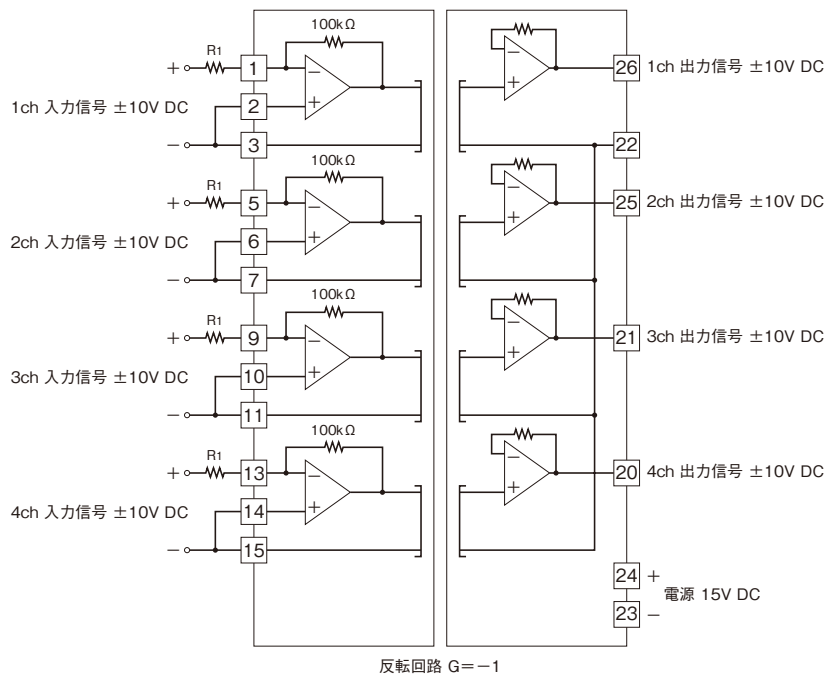 100kΩ
+ R1 1
1ch 入力信号 ±10V DC
2
− 3
− +
− +
26 1ch 出力信号 ±10V DC
22
100kΩ
+ R1 5
2ch 入力信号 ±10V DC
6
− 7
− +
− +
25 2ch 出力信号 ±10V DC
100kΩ
+ R1 9
3ch 入力信号 ±10V DC
10
− 11
− +
− +
21 3ch 出力信号 ±10V DC
100kΩ
+ R1 13
4ch 入力信号 ±10V DC
14
− 15
− +
− +
20 4ch 出力信号 ±10V DC
24 +
電源 15V DC
23 −
反転回路 G=−1